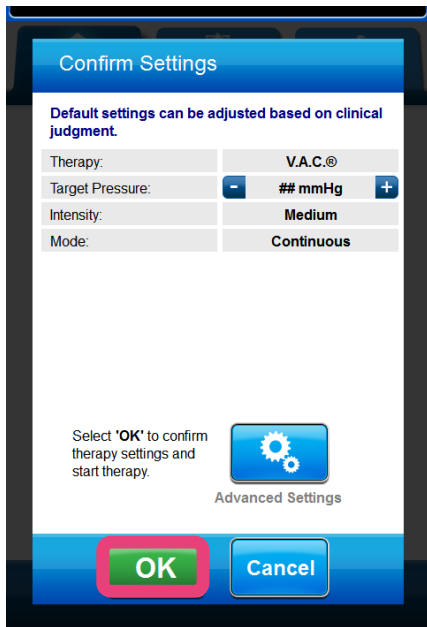 Confirm Settings
Default settings can be adjusted based on clinical
judgment.
Therapy: V.A.C.®
Target Pressure: - ## mmHg +
Intensity: Medium
Mode: Continuous
Select 'OK' to confirm
therapy settings and
start therapy.
Advanced Settings
OK Cancel